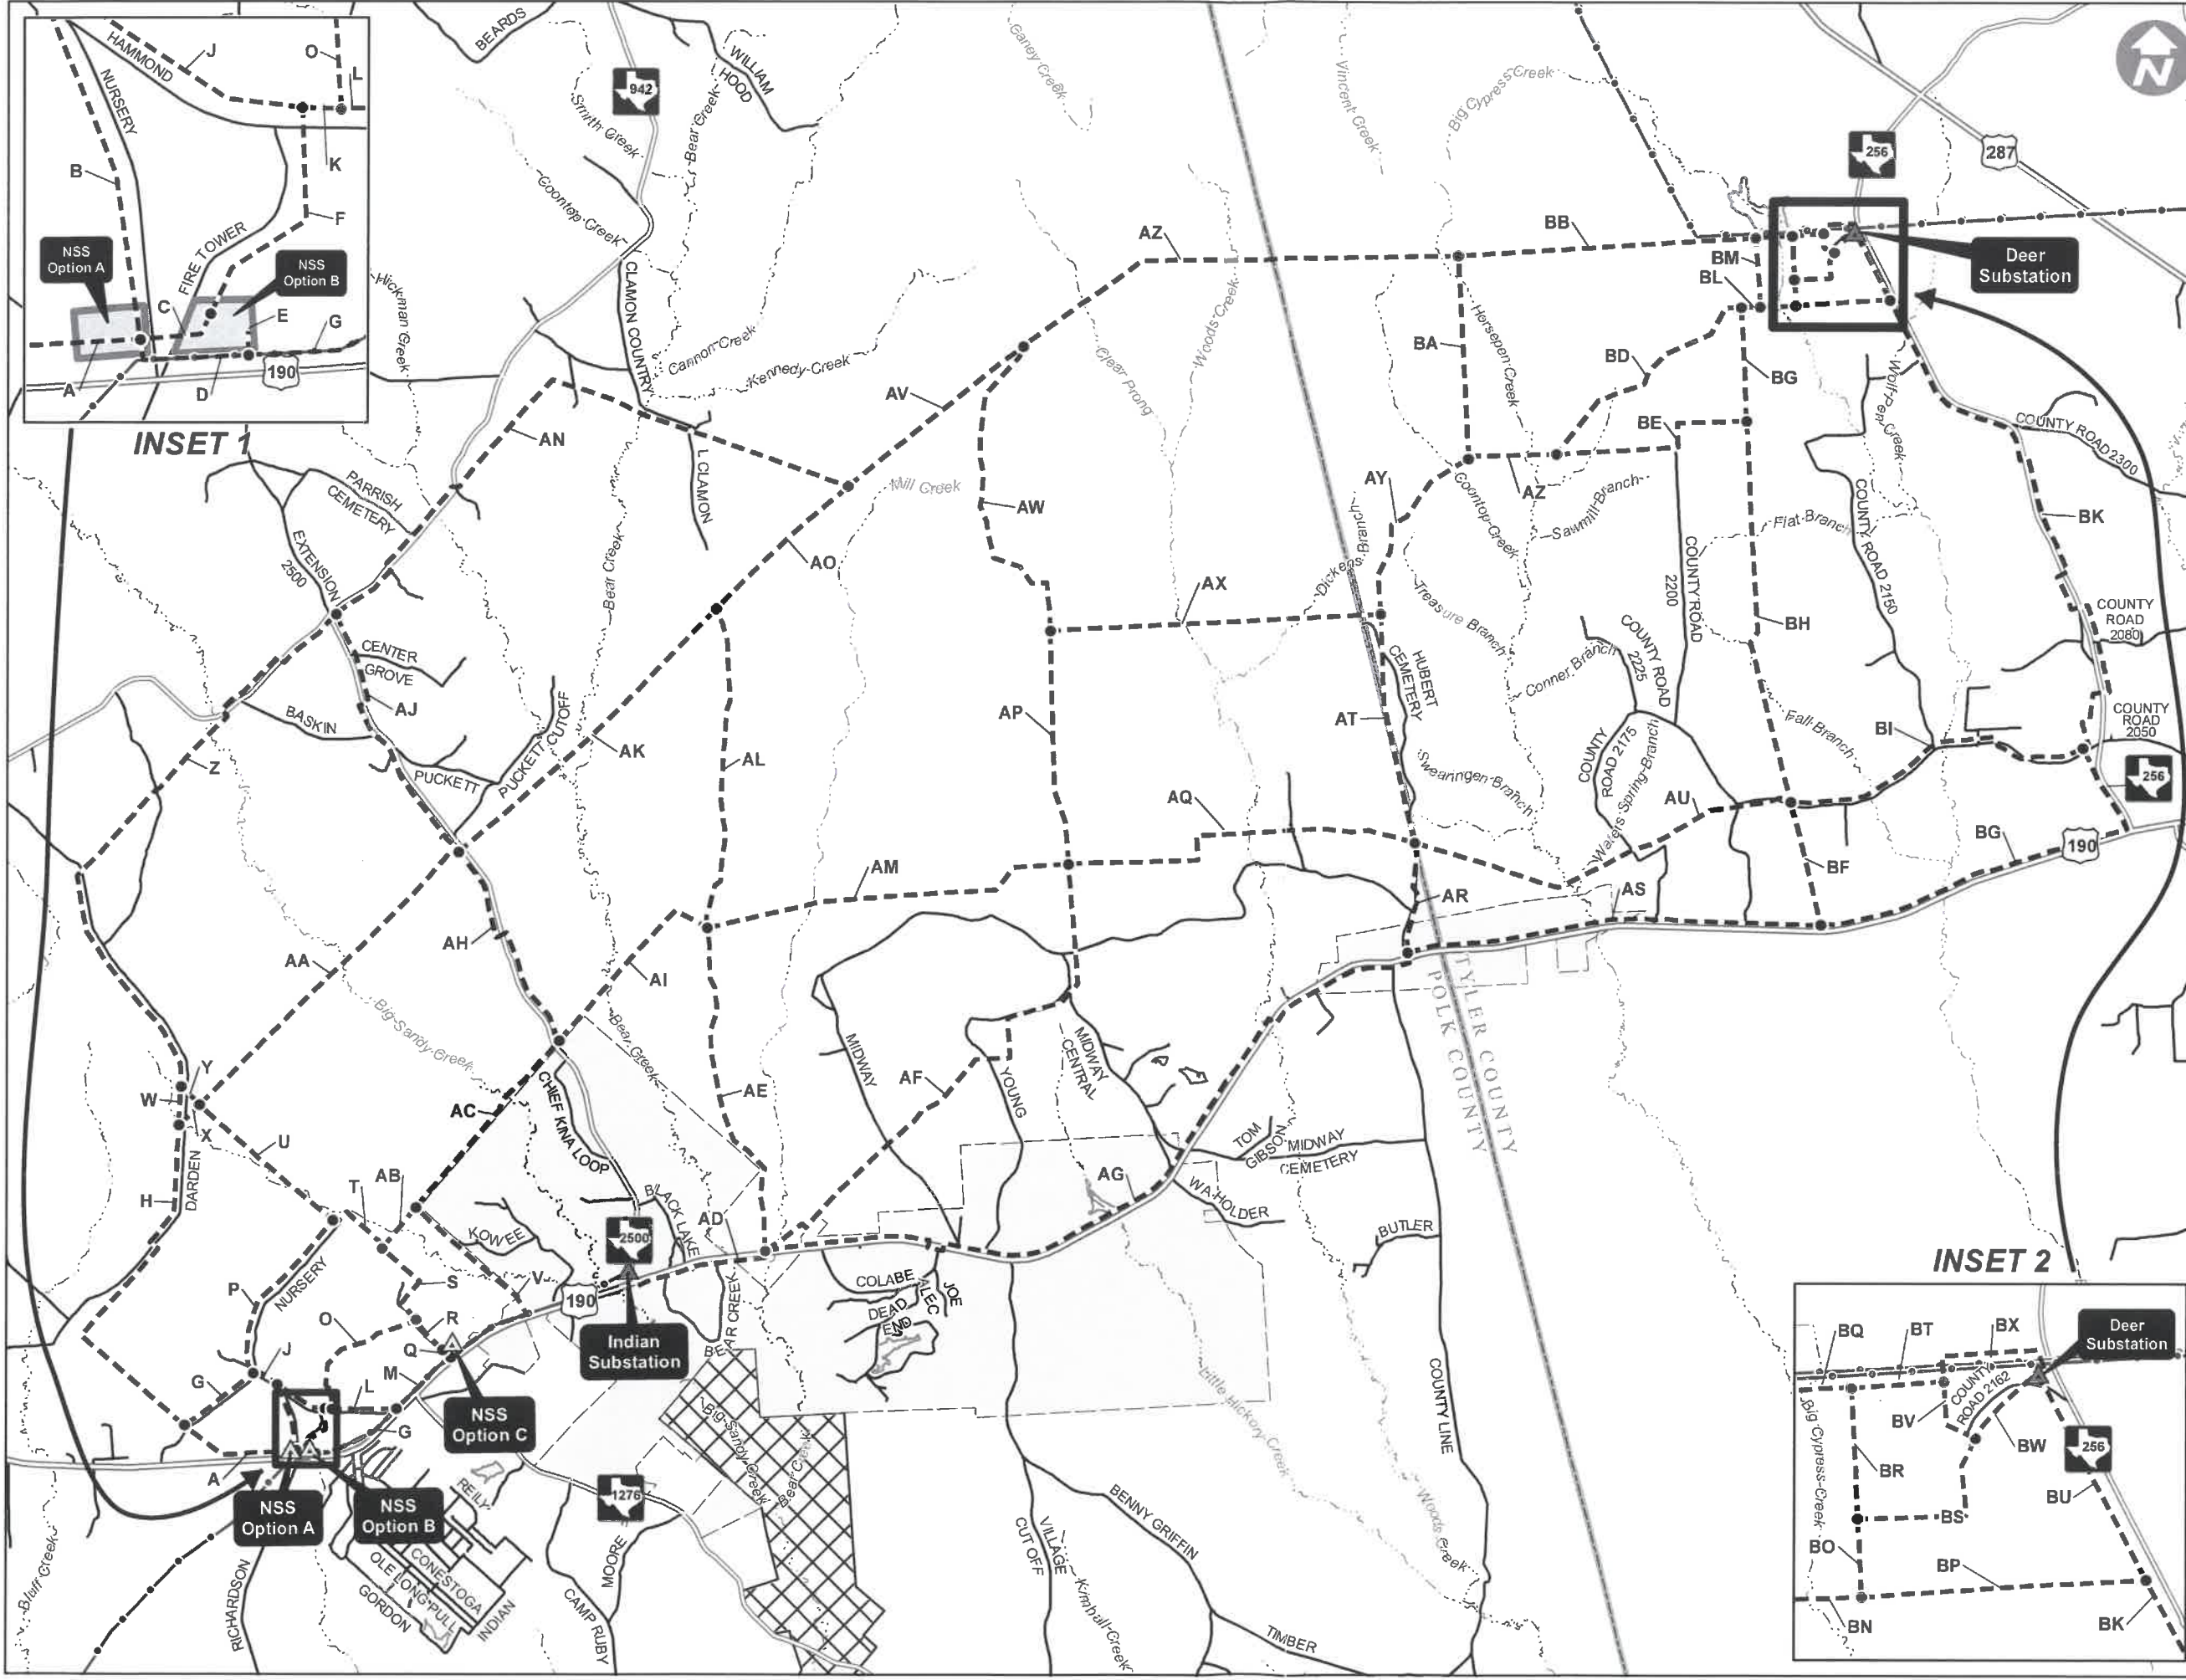 HAMMOND
J
O
L
NURSERY
B
K
F
NSS
Option A
FIRE TOWER
NSS
Option B
C
E
G
A
D
190
INSET 1
BEARDS
942
WILLIAM
HOOD
Smith Creek
Bear Creek
Coontop Creek
Ganey Creek
Vincent Creek
Big Cypress Creek
256
287
N
Deer
Substation
Hickman Creek
CLAMON COUNTRY
Cannon Creek
Kennedy Creek
Clear Prong
Woods Creek
AZ
BB
BM
BL
BA
Horsepen Creek
BD
BG
BE
Wolf Pen Creek
COUNTY ROAD 2300
AV
AN
L CLAMON
Mill Creek
PARRISH
CEMETERY
EXTENSION
2500
AW
AO
AY
AZ
Coontop Creek
Sawmill Branch
Flat Branch
COUNTY ROAD 2150
BK
COUNTY ROAD
2200
Bear Creek
Dickens Branch
AX
Treasure Branch
COUNTY
ROAD
2080
CENTER
GROVE
AJ
HUBERT
CEMETERY
Conner Branch
COUNTY ROAD
2225
BH
BASKIN
PUCKETT
PUCKETT CUTOFF
Z
AK
AL
AP
AT
Swearingen Branch
COUNTY
ROAD 2175
Walers Spring Branch
Fall Branch
BI
COUNTY
ROAD
2050
256
AU
AQ
AM
BF
BG
190
AS
AR
AH
AI
AA
Big Sandy Creek
Bear Creek
TYLER COUNTY
POLK COUNTY
MIDWAY
MIDWAY
CENTRAL
YOUNG
AF
AE
AC
CHIEF KINA LOOP
Y
W
X
U
TOM
GIBSON
MIDWAY
CEMETERY
AG
WA HOLDER
BUTLER
H
DARDEN
T
AB
KOWEE
2500
BLACK LAKE
AD
P
NURSERY
S
V
190
O
R
Q
J
G
M
L
G
A
Indian
Substation
BEAR CREEK
COLABE
ALEC
JOE
DEAD
END
NSS
Option C
Big Sandy Creek
Bear Creek
Little Hickory Creek
COUNTY LINE
NSS
Option A
NSS
Option B
REILY
1276
CONESTOGA
OLE LONG PULL
GORDON
INDIAN
RICHARDSON
Bluff Creek
MOORE
CAMP RUBY
VILLAGE
CUT OFF
BENNY GRIFFIN
Kimball Creek
Woods Creek
TIMBER
INSET 2
BQ
BT
BX
Deer
Substation
COUNTY
ROAD 2162
BV
BW
256
BR
BU
Big Cypress Creek
BS
BO
BP
BN
BK